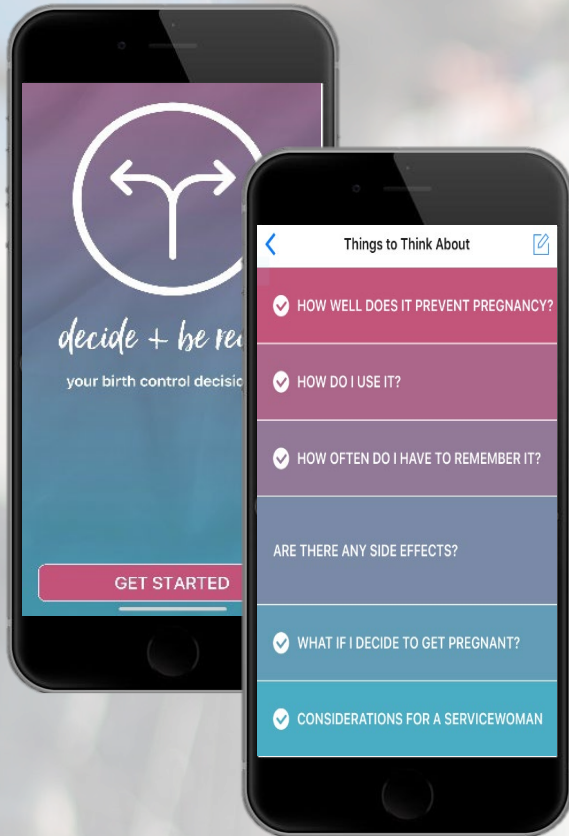 decide + be
your birth control
GET STARTED
Things to Think About
HOW WELL DOES IT PREVENT PREGNANCY?
HOW DO I USE IT?
HOW OFTEN DO I HAVE TO REMEMBER IT?
ARE THERE ANY SIDE EFFECTS?
WHAT IF I DECIDE TO GET PREGNANT?
CONSIDERATIONS FOR A SERVICEWOMAN